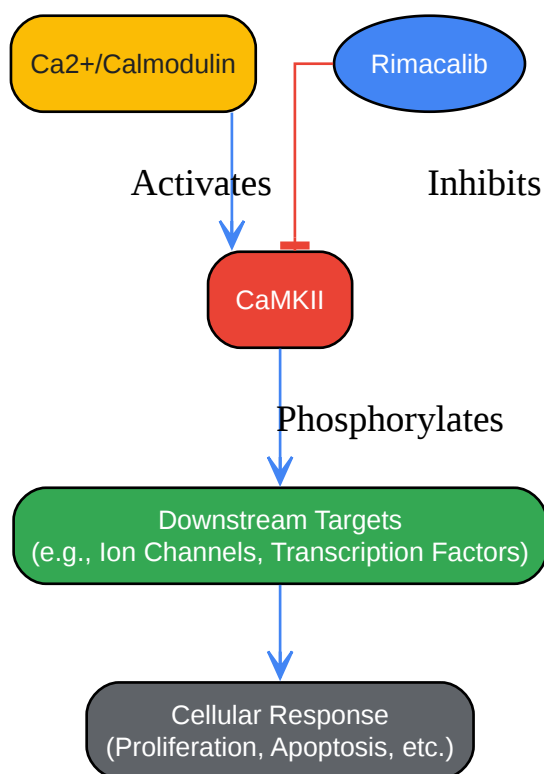 Ca2+/Calmodulin
Rimacalib
Activates
Inhibits
CaMKII
Phosphorylates
Downstream Targets
(e.g., Ion Channels, Transcription Factors)
Cellular Response
(Proliferation, Apoptosis, etc.)